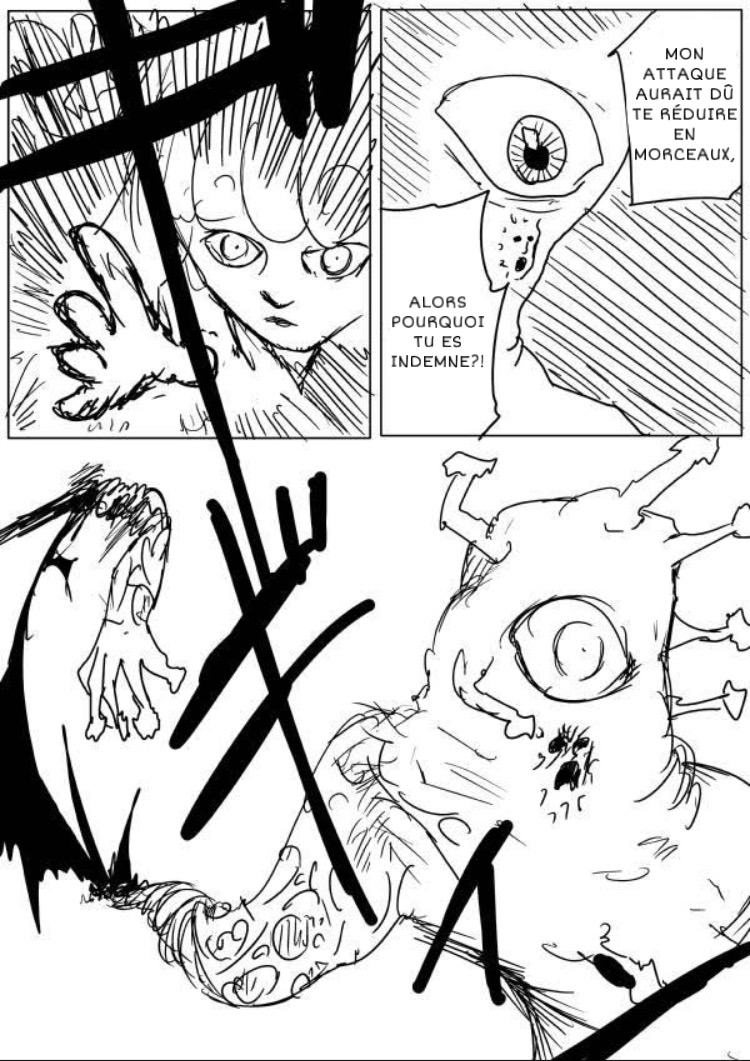 MON
ATTAQUE
AURAIT DÛ
TE RÉDUIRE
EN
MORCEAUX,
ALORS
POURQUOI
TU ES
INDEMNE?!